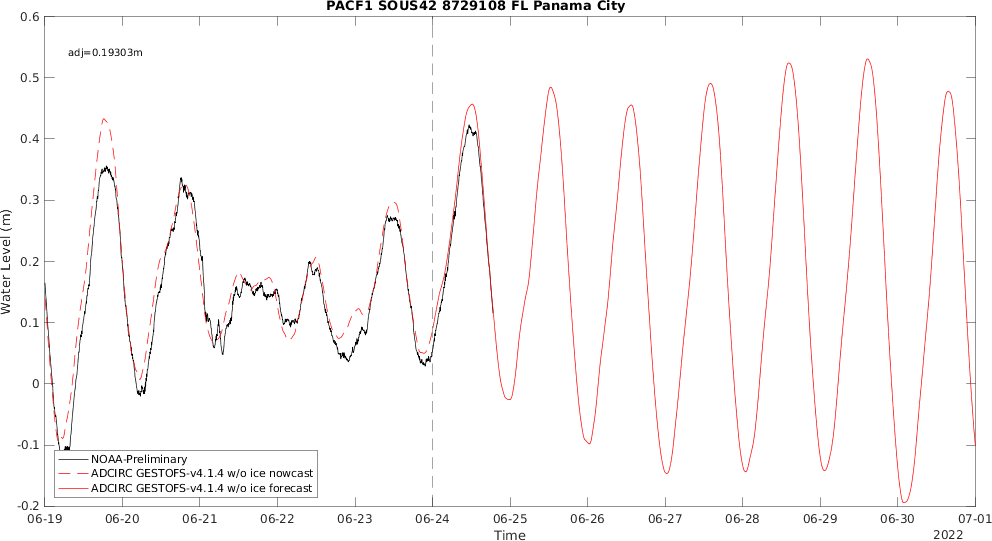 PACF1 SOUS42 8729108 FL Panama City
adj=0.19303m
0.6
0.5
0.4
0.3
0.2
0.1
0
-0.1
-0.2
Water Level (m)
NOAA-Preliminary
ADCIRC GESTOFS-v4.1.4 w/o ice nowcast
ADCIRC GESTOFS-v4.1.4 w/o ice forecast
06-19 06-20 06-21 06-22 06-23 06-24 06-25 06-26 06-27 06-28 06-29 06-30 07-01
Time
2022